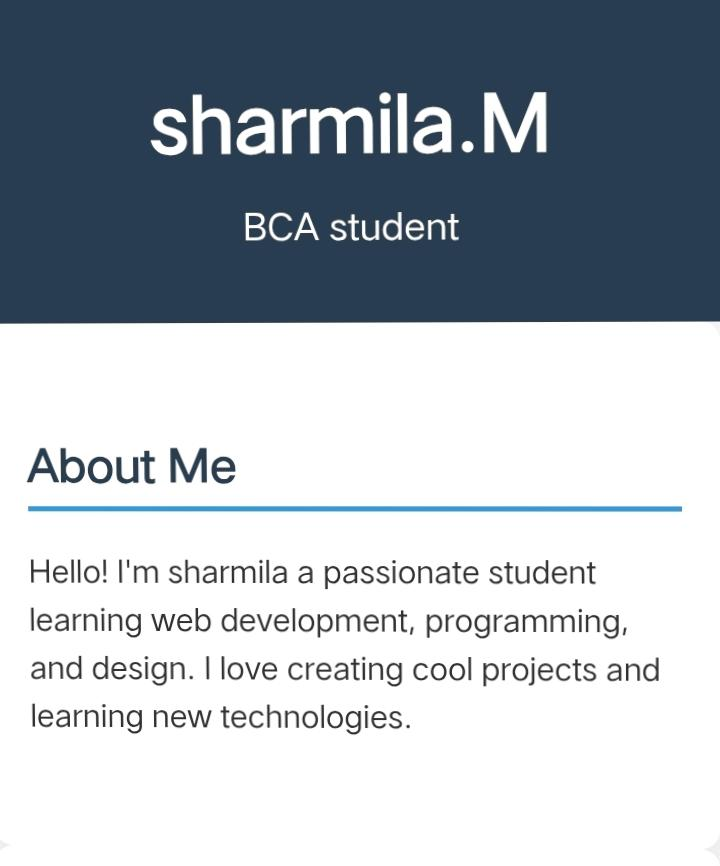 sharmila.M
BCA student
About Me
Hello! I'm sharmila a passionate student
learning web development, programming,
and design. I love creating cool projects and
learning new technologies.